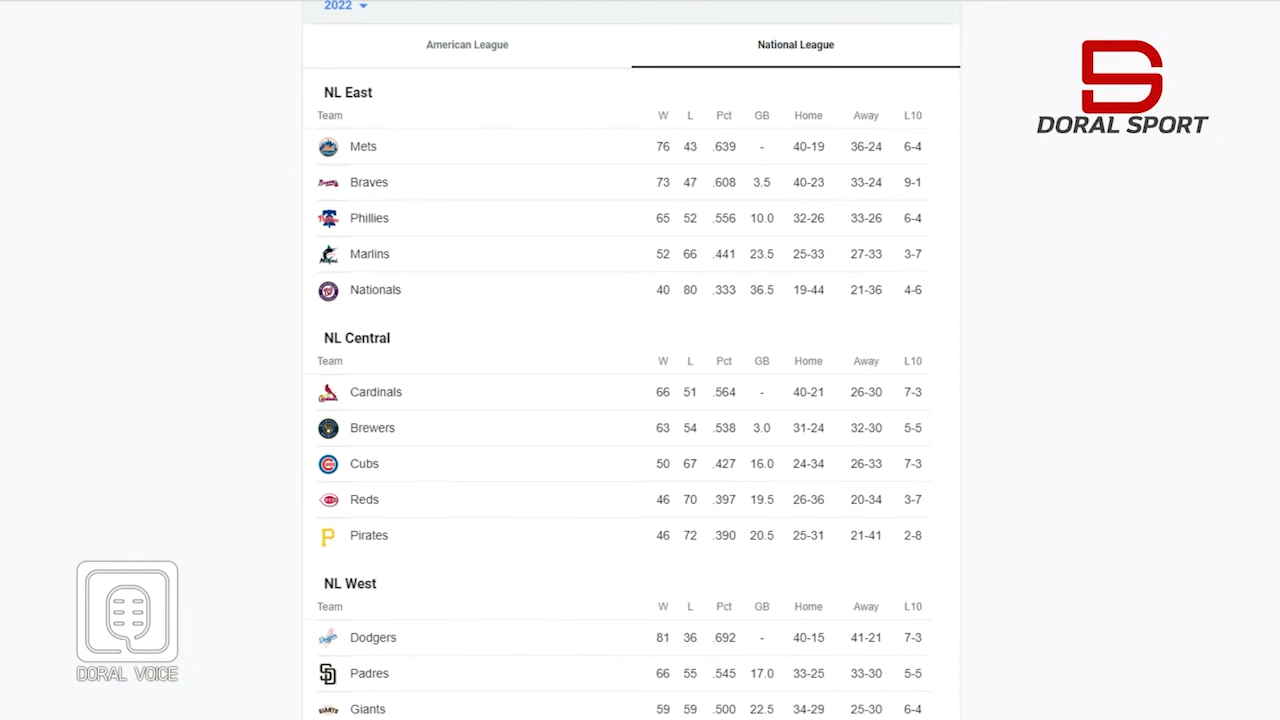 2022
American League National League
NL East
Team W L Pct GB Home Away L10
Mets 76 43 .639 - 40-19 36-24 6-4
Braves 73 47 .608 3.5 40-23 33-24 9-1
Phillies 65 52 .556 10.0 32-26 33-26 6-4
Marlins 52 66 .441 23.5 25-33 27-33 3-7
Nationals 40 80 .333 36.5 19-44 21-36 4-6
NL Central
Team W L Pct GB Home Away L10
Cardinals 66 51 .564 - 40-21 26-30 7-3
Brewers 63 54 .538 3.0 31-24 32-30 5-5
Cubs 50 67 .427 16.0 24-34 26-33 7-3
Reds 46 70 .397 19.5 26-36 20-34 3-7
Pirates 46 72 .390 20.5 25-31 21-41 2-8
NL West
Team W L Pct GB Home Away L10
Dodgers 81 36 .692 - 40-15 41-21 7-3
Padres 66 55 .545 17.0 33-25 33-30 5-5
Giants 59 59 .500 22.5 34-29 25-30 6-4
DORAL SPORT
DORAL VOICE